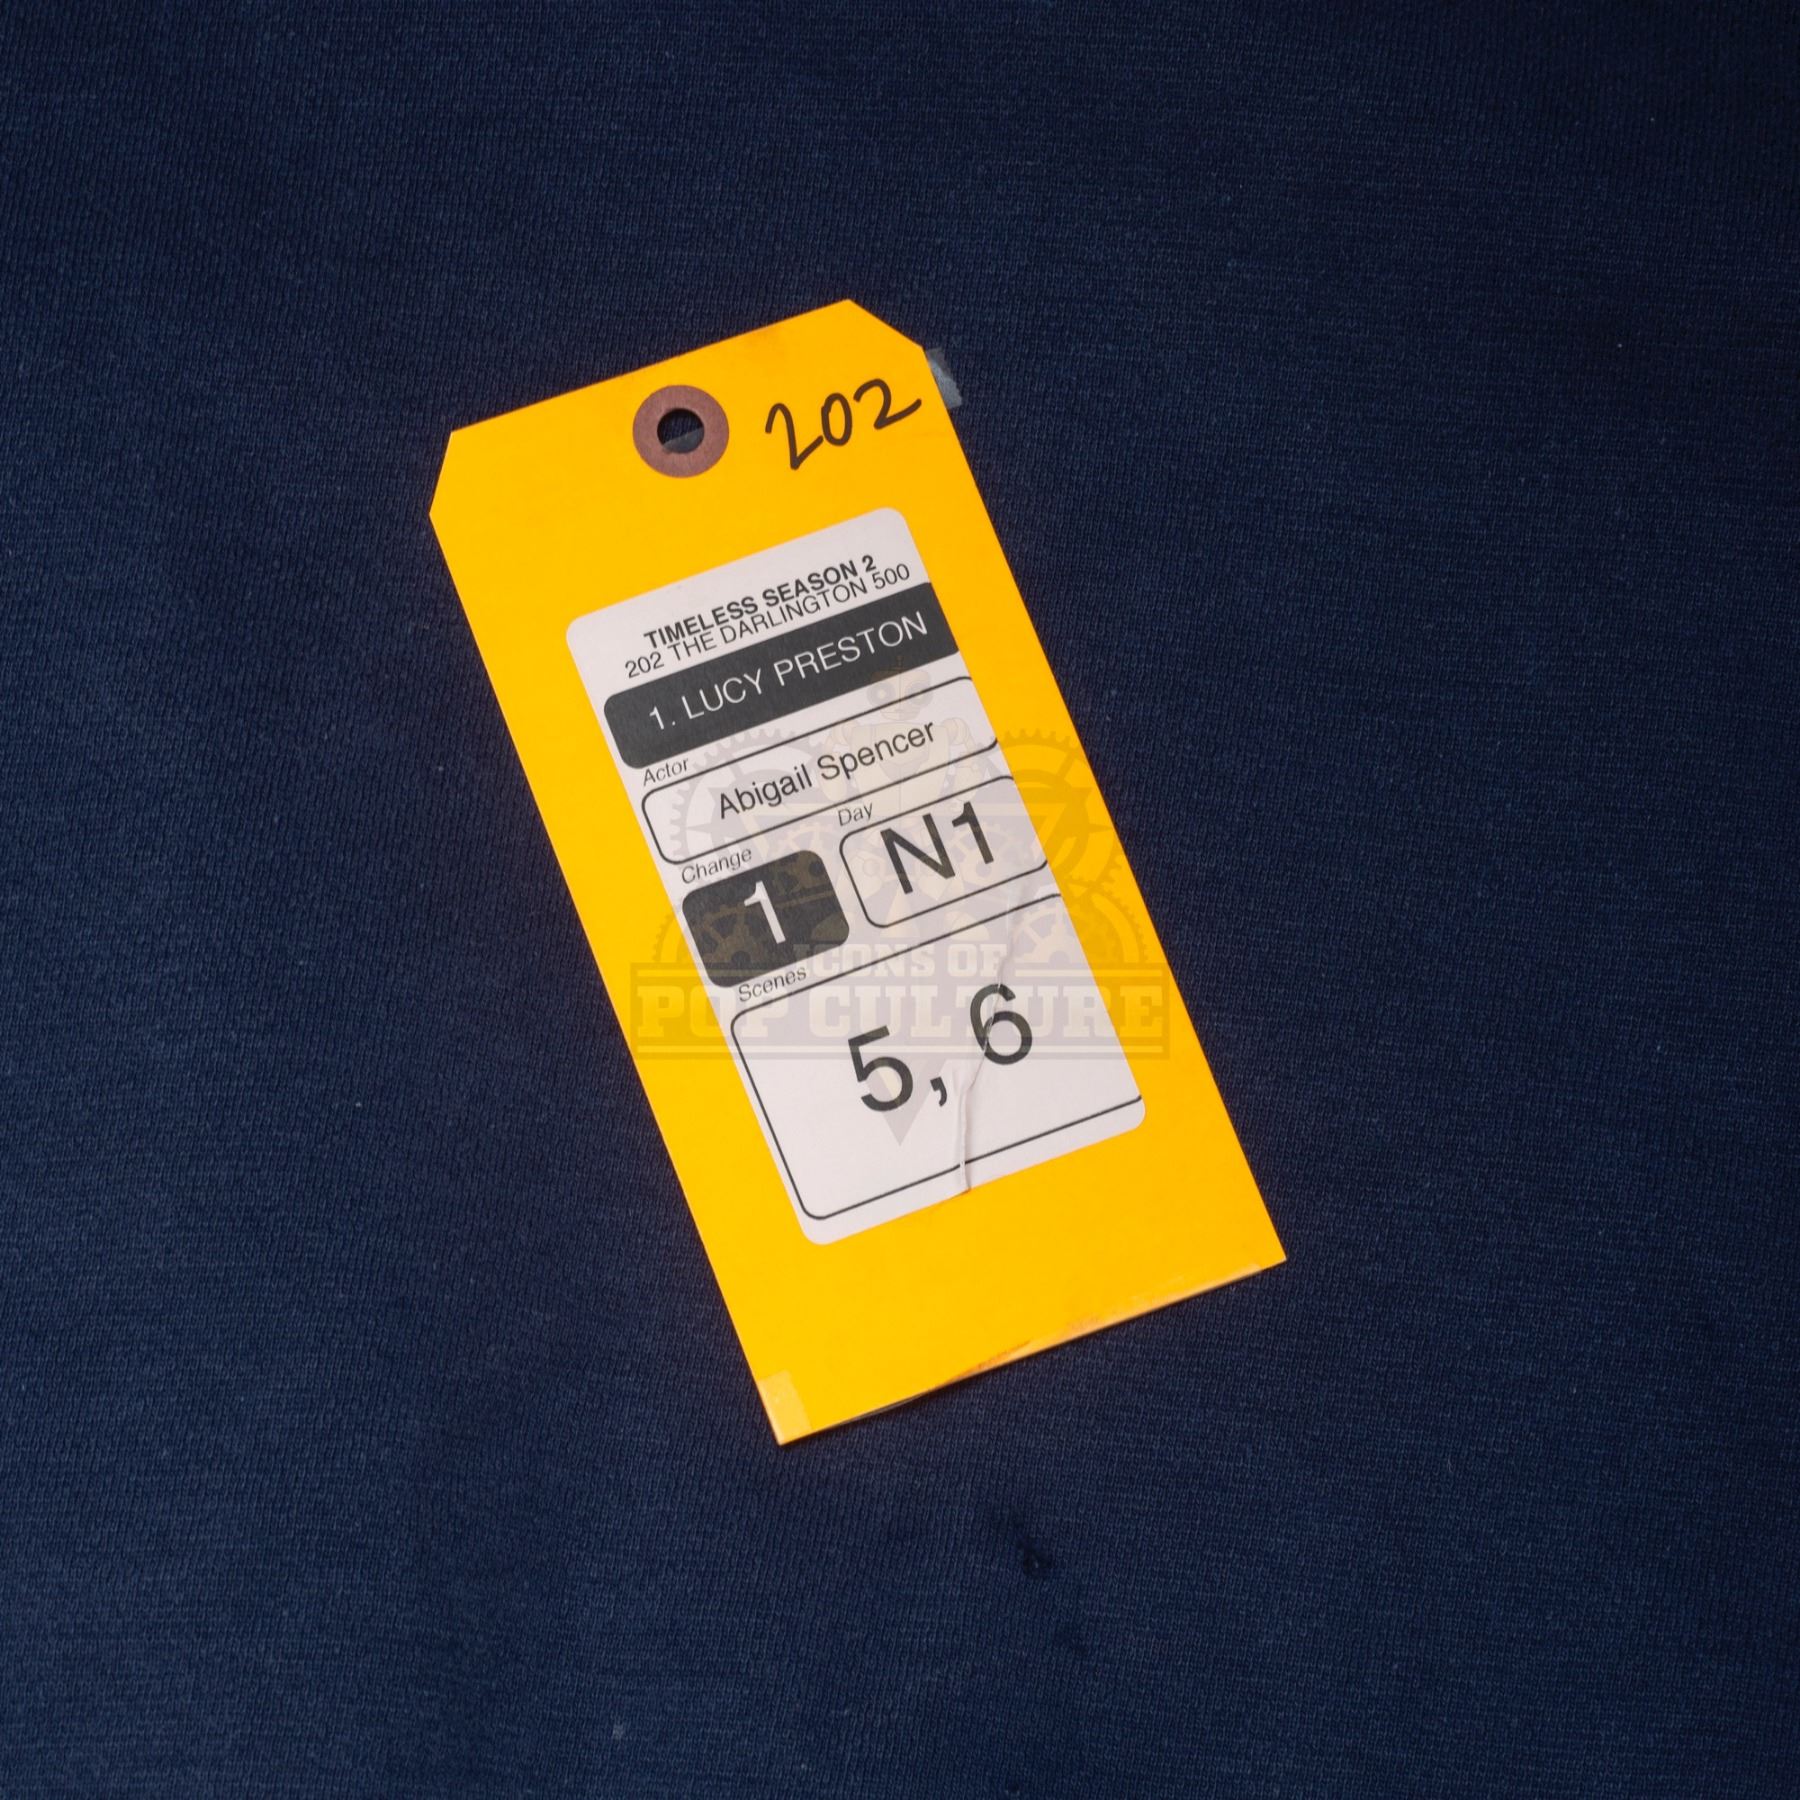 202
TIMELESS SEASON 2
202 THE DARLINGTON 500
1. LUCY PRESTON
Actor
Abigail Spencer
Change
Day
1
N1
Scenes
5, 6
ICONS OF
POP CULTURE